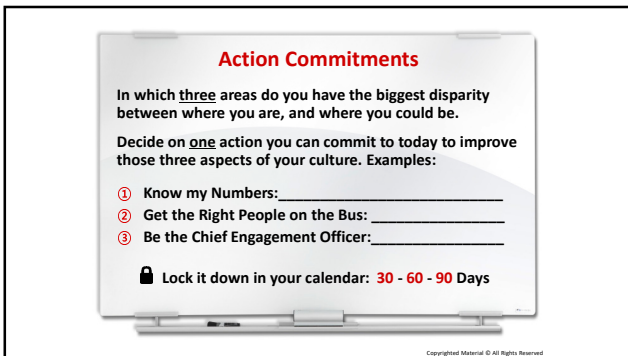 Action Commitments
In which three areas do you have the biggest disparity
between where you are, and where you could be.
Decide on one action you can commit to today to improve
those three aspects of your culture. Examples:
① Know my Numbers:___________________________
② Get the Right People on the Bus: ________________
③ Be the Chief Engagement Officer:________________
Lock it down in your calendar: 30 - 60 - 90 Days
Copyrighted Material © All Rights Reserved